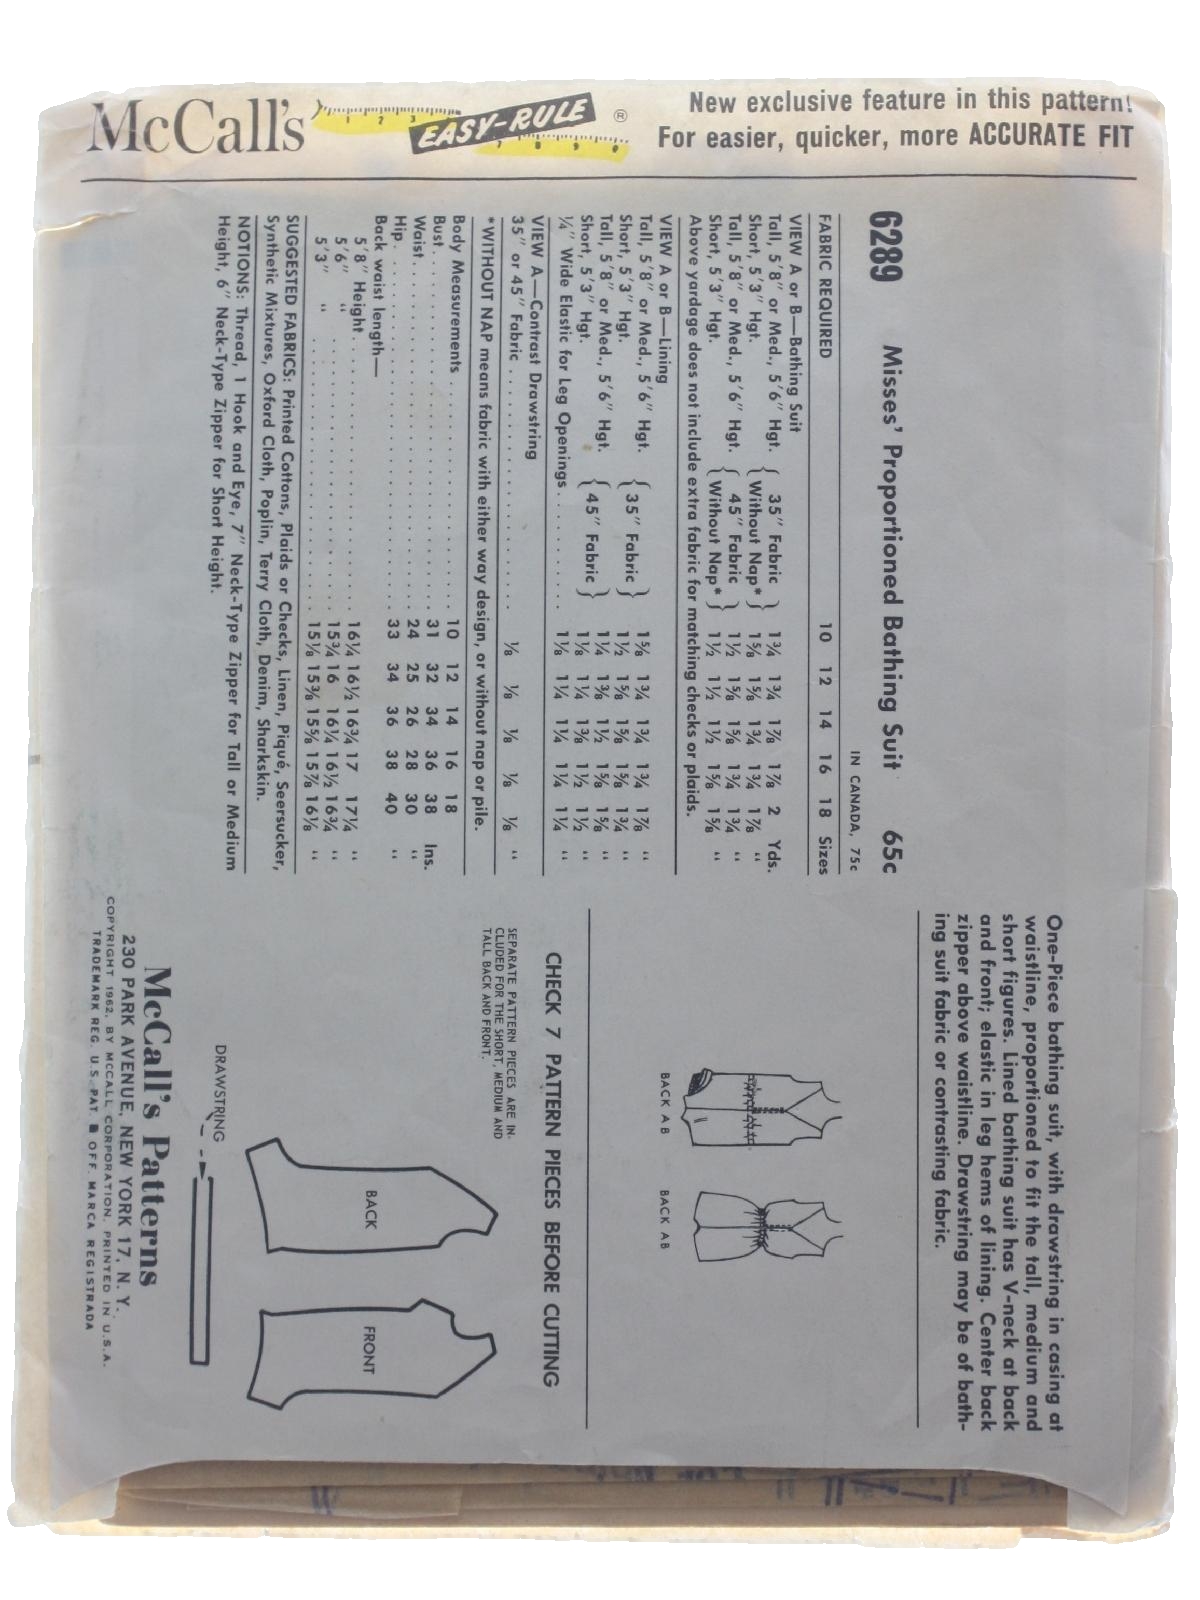 McCall's
1 2 3
EASY-RULE ®
7 8 9 0
New exclusive feature in this pattern!
For easier, quicker, more ACCURATE FIT
6289 Misses' Proportioned Bathing Suit 65c
IN CANADA, 75c
FABRIC REQUIRED 10 12 14 16 18 Sizes
VIEW A or B—Bathing Suit
Tall, 5'8" or Med., 5'6" Hgt. { 35" Fabric } 1¾ 1¾ 1⅞ 1⅞ 2 Yds.
Short, 5'3" Hgt. { Without Nap* } 1⅝ 1⅝ 1¾ 1¾ 1⅞ "
Tall, 5'8" or Med., 5'6" Hgt. { 45" Fabric } 1½ 1⅝ 1⅝ 1¾ 1¾ "
Short, 5'3" Hgt. { Without Nap* } 1½ 1½ 1½ 1⅝ 1⅝ "
Above yardage does not include extra fabric for matching checks or plaids.
VIEW A or B—Lining
Tall, 5'8" or Med., 5'6" Hgt. { 35" Fabric } 1⅝ 1¾ 1¾ 1¾ 1⅞ "
Short, 5'3" Hgt. 1½ 1⅝ 1⅝ 1⅝ 1¾ "
Tall, 5'8" or Med., 5'6" Hgt. { 45" Fabric } 1¼ 1⅜ 1½ 1⅝ 1⅝ "
Short, 5'3" Hgt. 1⅛ 1¼ 1⅜ 1½ 1½ "
¼" Wide Elastic for Leg Openings . . . . . . . 1⅛ 1¼ 1¼ 1¼ 1¼ "
VIEW A—Contrast Drawstring
35" or 45" Fabric . . . . . . . ⅛ ⅛ ⅛ ⅛ ⅛ "
*WITHOUT NAP means fabric with either way design, or without nap or pile.
Body Measurements . . . . . . . 10 12 14 16 18
Bust . . . . . . . 31 32 34 36 38 Ins.
Waist . . . . . . . 24 25 26 28 30 "
Hip . . . . . . . 33 34 36 38 40 "
Back waist length—
5'8" Height . . . . . . . 16¼ 16½ 16¾ 17 17¼ "
5'6" " . . . . . . . 15¾ 16 16¼ 16½ 16¾ "
5'3" " . . . . . . . 15⅛ 15⅜ 15⅝ 15⅞ 16⅛ "
SUGGESTED FABRICS: Printed Cottons, Plaids or Checks, Linen, Piqué, Seersucker,
Synthetic Mixtures, Oxford Cloth, Poplin, Terry Cloth, Denim, Sharkskin.
NOTIONS: Thread, 1 Hook and Eye, 7" Neck-Type Zipper for Tall or Medium
Height, 6" Neck-Type Zipper for Short Height.
One-Piece bathing suit, with drawstring in casing at
waistline, proportioned to fit the tall, medium and
short figures. Lined bathing suit has V-neck at back
and front; elastic in leg hems of lining. Center back
zipper above waistline. Drawstring may be of bath-
ing suit fabric or contrasting fabric.
BACK A B
BACK A B
CHECK 7 PATTERN PIECES BEFORE CUTTING
SEPARATE PATTERN PIECES ARE IN-
CLUDED FOR THE SHORT, MEDIUM AND
TALL BACK AND FRONT.
BACK
FRONT
DRAWSTRING
McCall's Patterns
230 PARK AVENUE, NEW YORK 17, N. Y.
COPYRIGHT 1962, BY MCCALL CORPORATION, PRINTED IN U.S.A.
TRADEMARK REG. U.S. PAT. ■ OFF. MARCA REGISTRADA